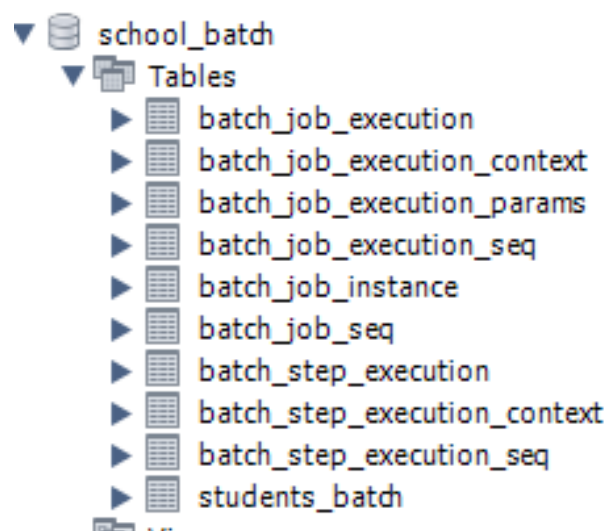 school_batch
Tables
batch_job_execution
batch_job_execution_context
batch_job_execution_params
batch_job_execution_seq
batch_job_instance
batch_job_seq
batch_step_execution
batch_step_execution_context
batch_step_execution_seq
students_batch